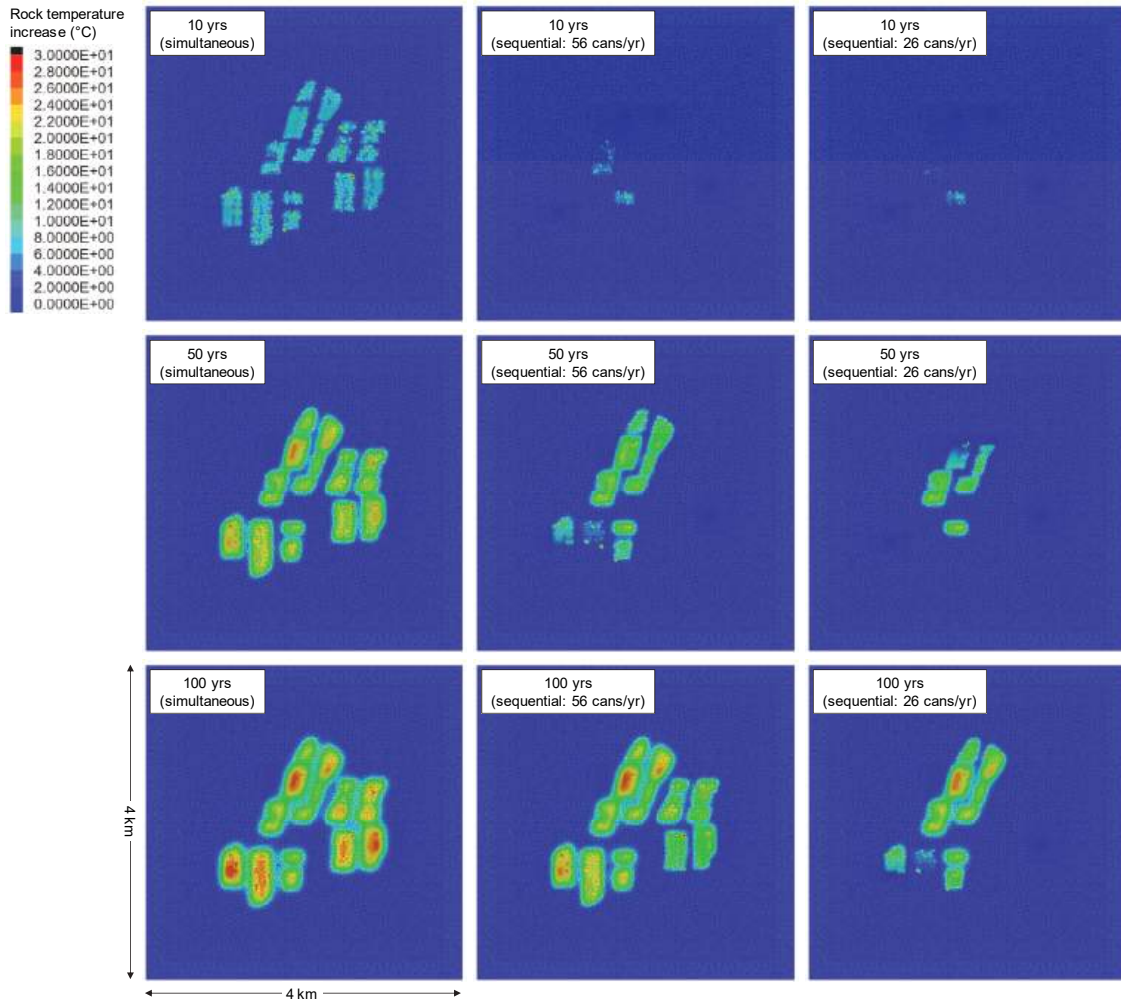 Rock temperature
increase (°C)
3.0000E+01
2.8000E+01
2.6000E+01
2.4000E+01
2.2000E+01
2.0000E+01
1.8000E+01
1.6000E+01
1.4000E+01
1.2000E+01
1.0000E+01
8.0000E+00
6.0000E+00
4.0000E+00
2.0000E+00
0.0000E+00
10 yrs
(simultaneous)
10 yrs
(sequential: 56 cans/yr)
10 yrs
(sequential: 26 cans/yr)
50 yrs
(simultaneous)
50 yrs
(sequential: 56 cans/yr)
50 yrs
(sequential: 26 cans/yr)
100 yrs
(simultaneous)
100 yrs
(sequential: 56 cans/yr)
100 yrs
(sequential: 26 cans/yr)
4 km
4 km